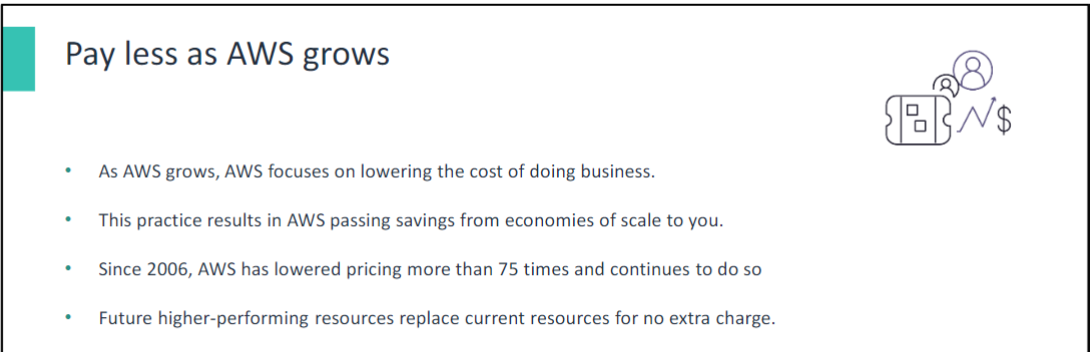 Pay less as AWS grows
• As AWS grows, AWS focuses on lowering the cost of doing business.
• This practice results in AWS passing savings from economies of scale to you.
• Since 2006, AWS has lowered pricing more than 75 times and continues to do so
• Future higher-performing resources replace current resources for no extra charge.
$